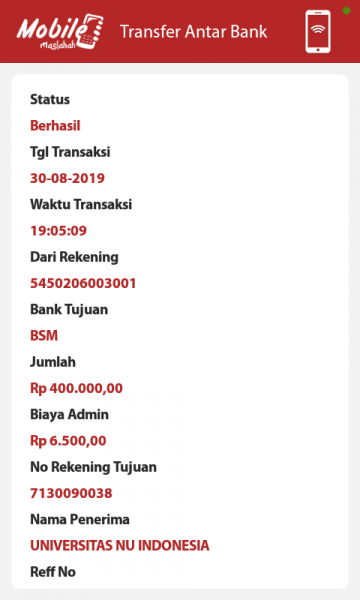 Mobile
maslahah
Transfer Antar Bank
Status
Berhasil
Tgl Transaksi
30-08-2019
Waktu Transaksi
19:05:09
Dari Rekening
5450206003001
Bank Tujuan
BSM
Jumlah
Rp 400.000,00
Biaya Admin
Rp 6.500,00
No Rekening Tujuan
7130090038
Nama Penerima
UNIVERSITAS NU INDONESIA
Reff No